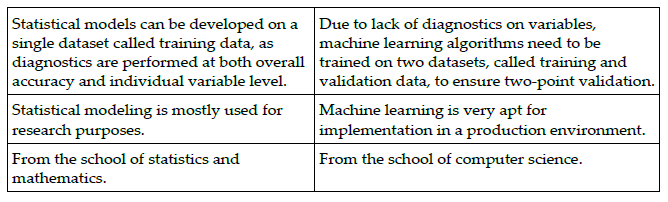 Statistical models can be developed on a
single dataset called training data, as
diagnostics are performed at both overall
accuracy and individual variable level.
Due to lack of diagnostics on variables,
machine learning algorithms need to be
trained on two datasets, called training and
validation data, to ensure two-point validation.
Statistical modeling is mostly used for
research purposes.
Machine learning is very apt for
implementation in a production environment.
From the school of statistics and
mathematics.
From the school of computer science.